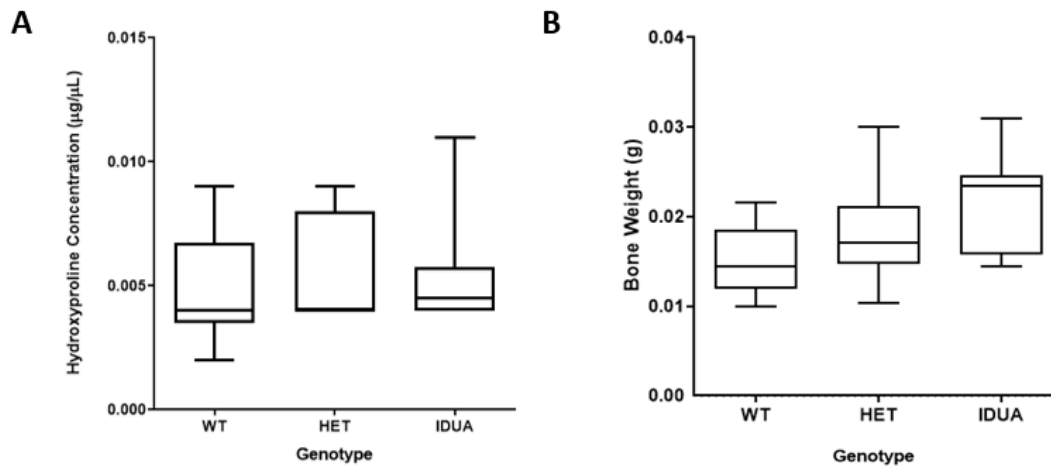 A
Hydroxyproline Concentration (µg/µL)
0.015
0.010
0.005
0.000
WT HET IDUA
Genotype
B
Bone Weight (g)
0.04
0.03
0.02
0.01
0.00
WT HET IDUA
Genotype